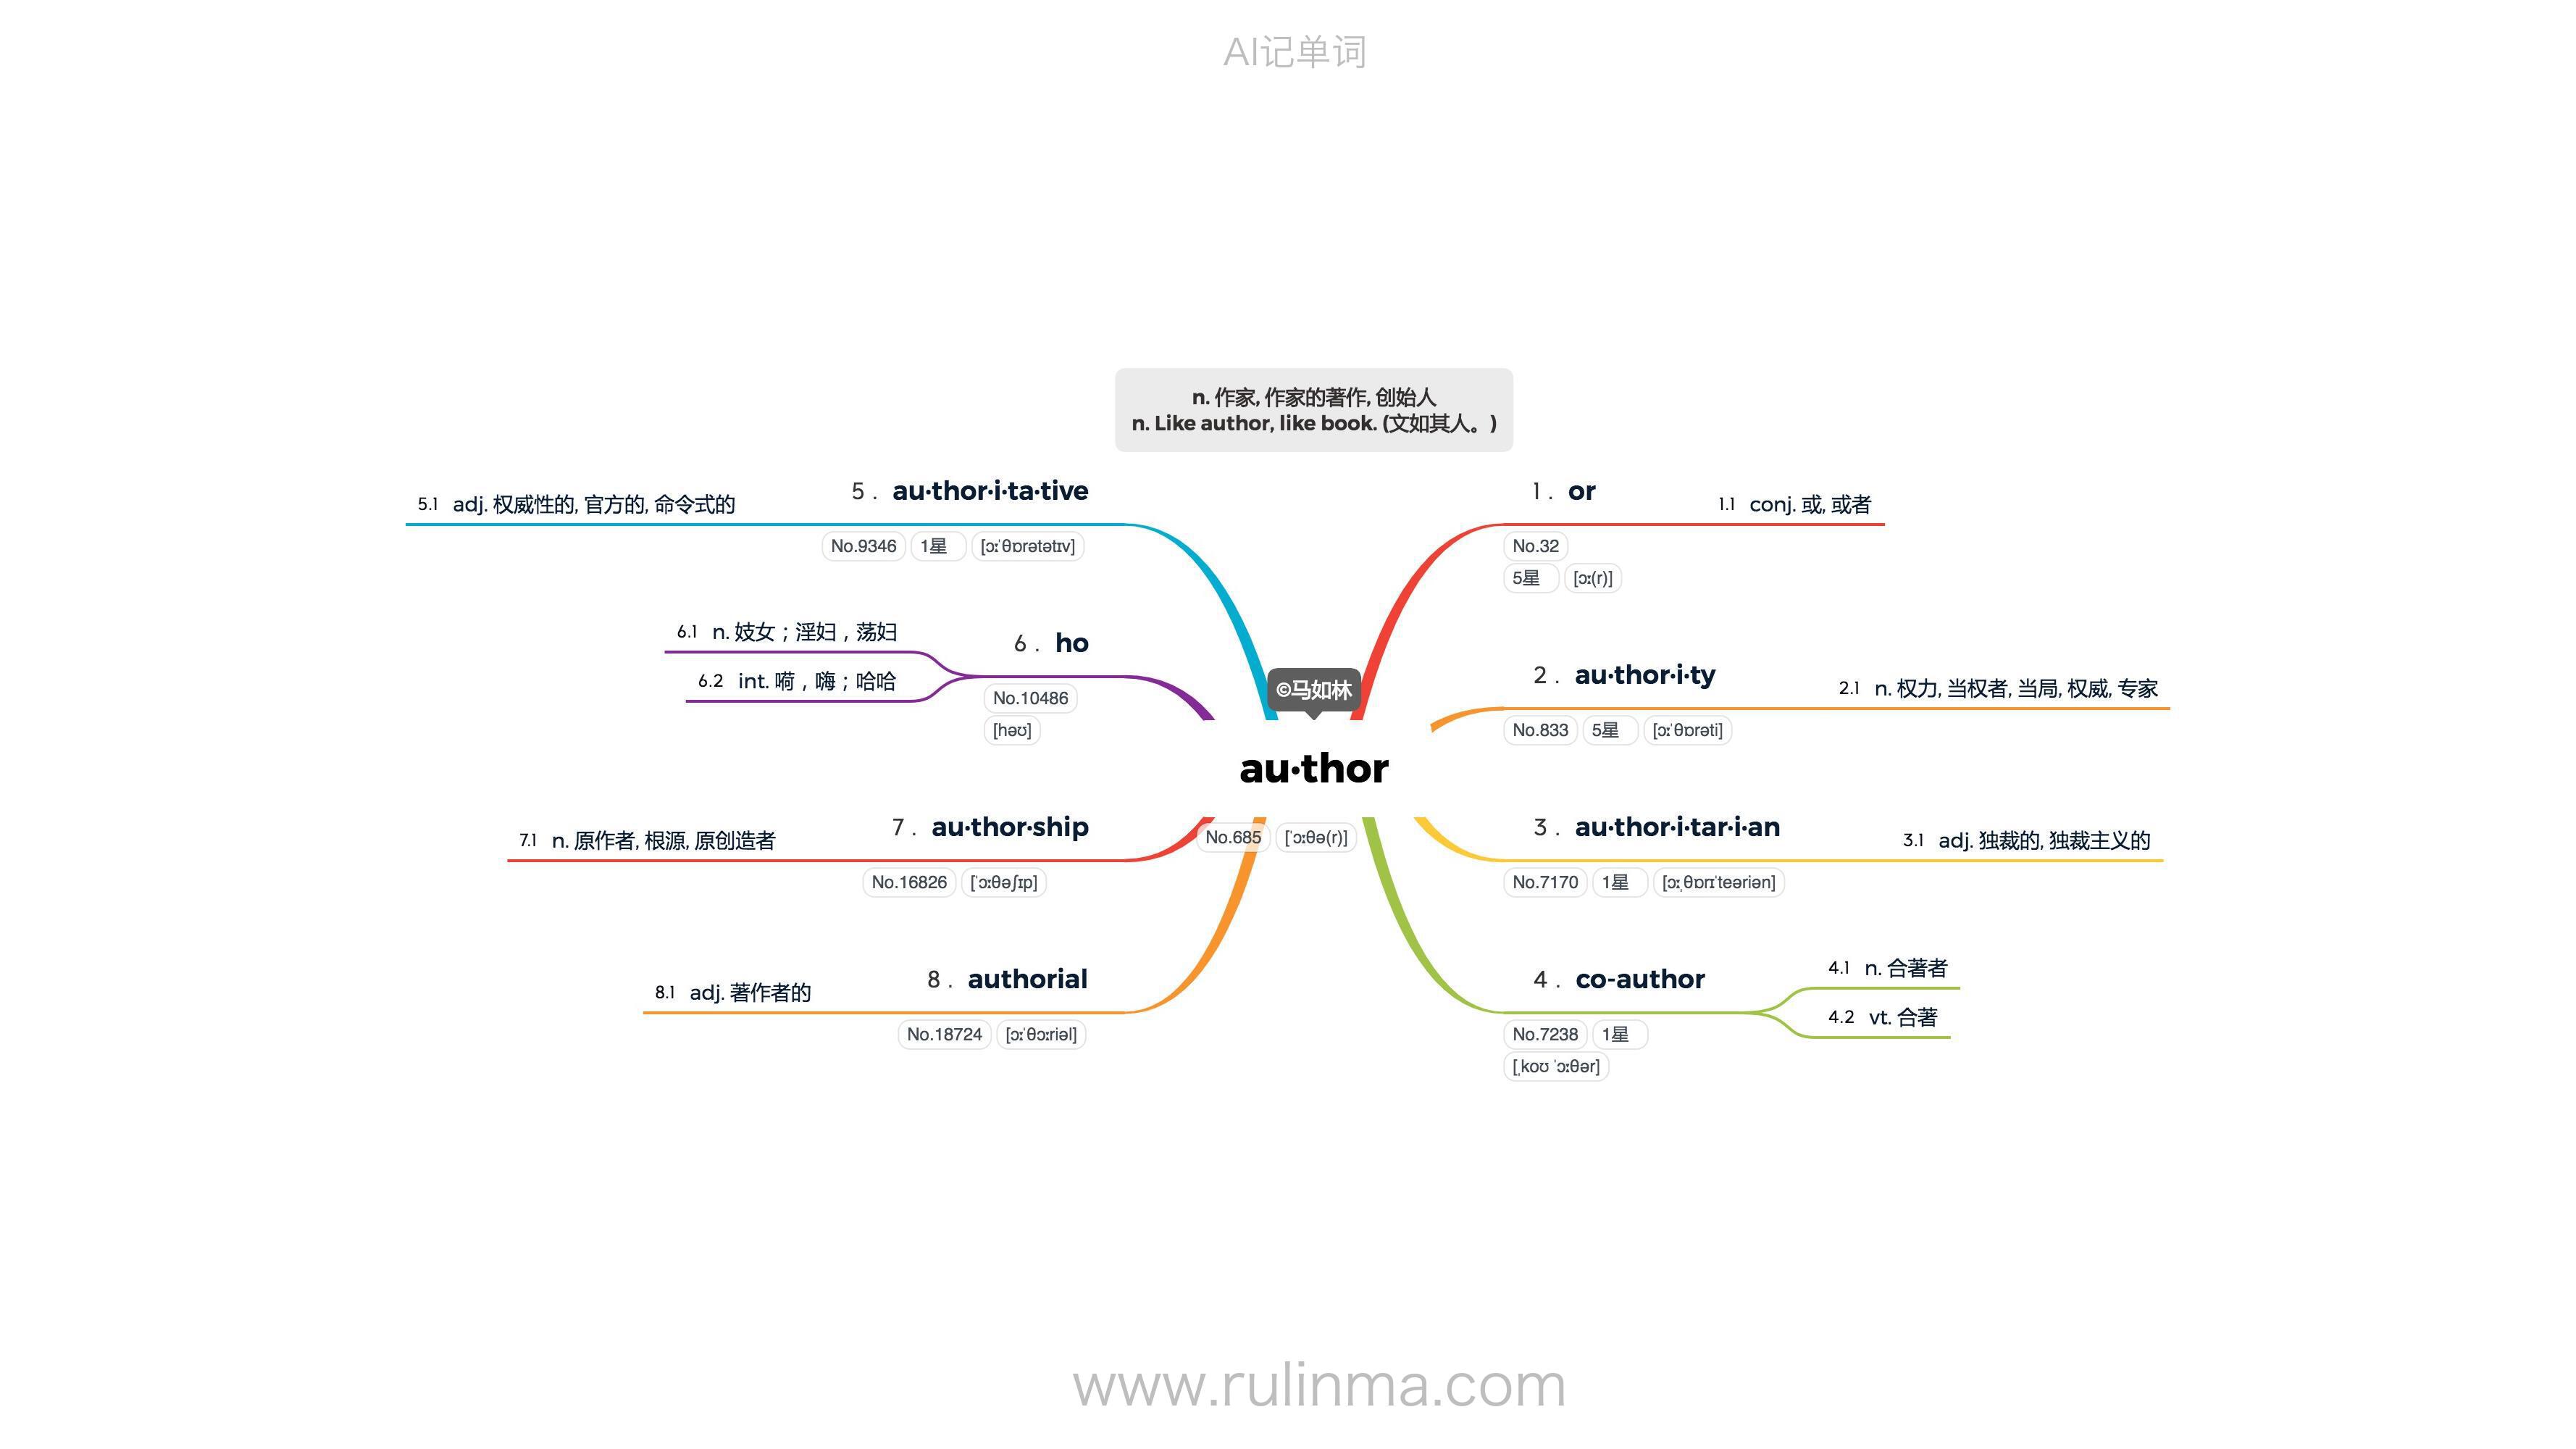 AI记单词
n. 作家, 作家的著作, 创始人
n. Like author, like book. (文如其人。)
©马如林
au·thor
No.685 [ˈɔːθə(r)]
1 . or
No.32
5星 [ɔː(r)]
1.1 conj. 或, 或者
2 . au·thor·i·ty
No.833 5星 [ɔːˈθɒrəti]
2.1 n. 权力, 当权者, 当局, 权威, 专家
3 . au·thor·i·tar·i·an
No.7170 1星 [ɔːˌθɒrɪˈteəriən]
3.1 adj. 独裁的, 独裁主义的
4 . co-author
No.7238 1星
[ˌkoʊ ˈɔːθər]
4.1 n. 合著者
4.2 vt. 合著
5 . au·thor·i·ta·tive
No.9346 1星 [ɔːˈθɒrətətɪv]
5.1 adj. 权威性的, 官方的, 命令式的
6 . ho
No.10486
[həʊ]
6.1 n. 妓女；淫妇，荡妇
6.2 int. 嗬，嗨；哈哈
7 . au·thor·ship
No.16826 [ˈɔːθəʃɪp]
7.1 n. 原作者, 根源, 原创造者
8 . authorial
No.18724 [ɔːˈθɔːriəl]
8.1 adj. 著作者的
www.rulinma.com